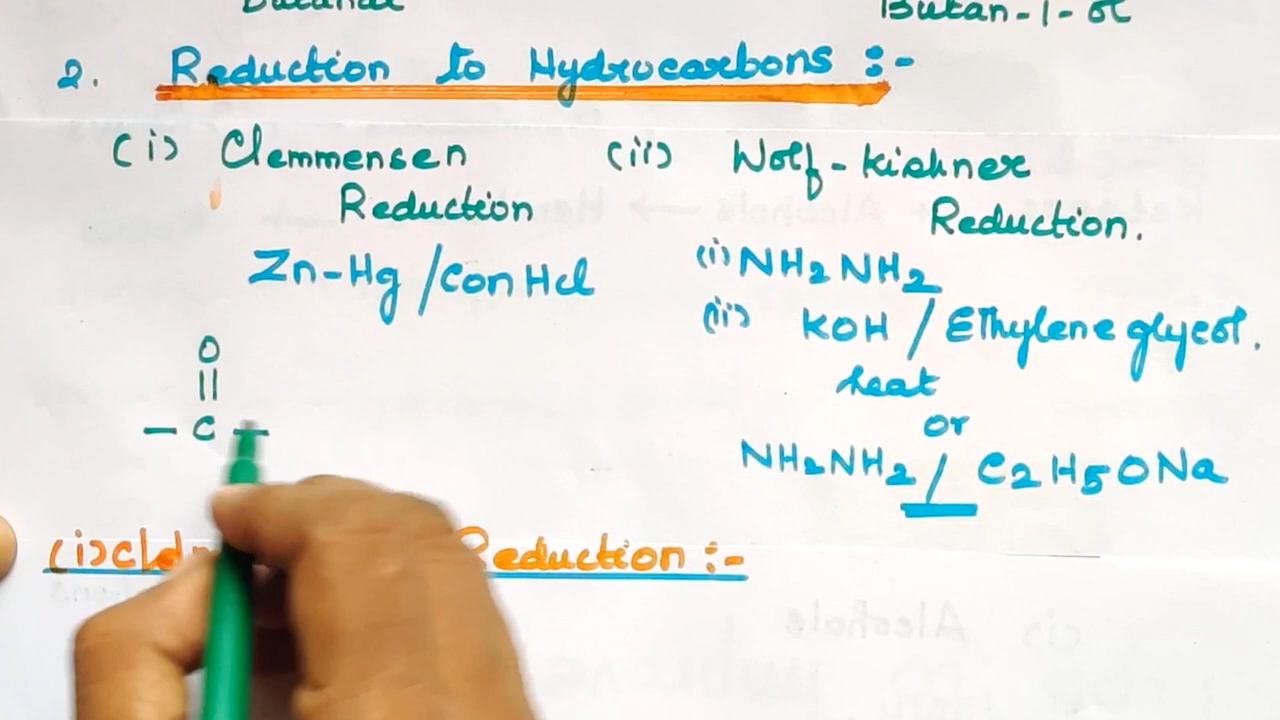 Butan-1-ol
2. Reduction to Hydrocarbons :-
(i) Clemmensen Reduction
Zn-Hg /Con HCl
(ii) Wolf-kishner Reduction.
(i) NH2NH2
(ii) KOH / Ethylene glycol.
heat
or
NH2NH2 / C2H5ONa
O
||
- C -
(i) Reduction :-